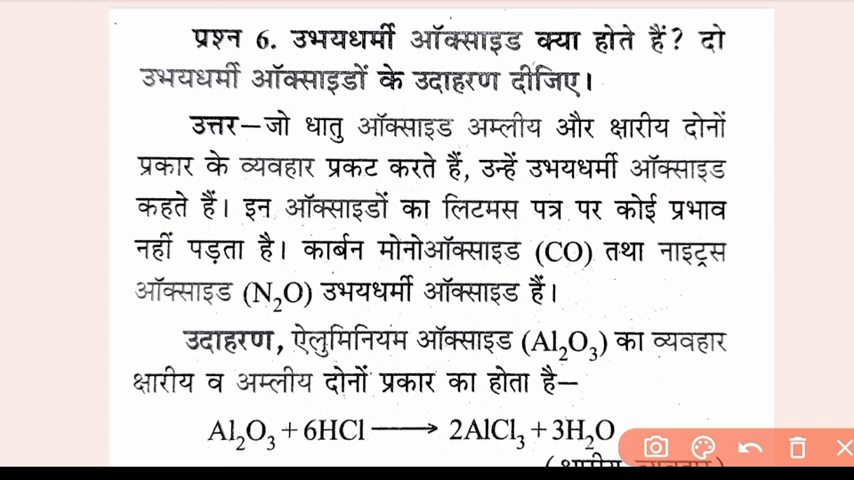 प्रश्न 6. उभयधर्मी ऑक्साइड क्या होते हैं? दो
उभयधर्मी ऑक्साइडों के उदाहरण दीजिए।
उत्तर—जो धातु ऑक्साइड अम्लीय और क्षारीय दोनों
प्रकार के व्यवहार प्रकट करते हैं, उन्हें उभयधर्मी ऑक्साइड
कहते हैं। इन ऑक्साइडों का लिटमस पत्र पर कोई प्रभाव
नहीं पड़ता है। कार्बन मोनोऑक्साइड (CO) तथा नाइट्रस
ऑक्साइड (N₂O) उभयधर्मी ऑक्साइड हैं।
उदाहरण, ऐलुमिनियम ऑक्साइड (Al₂O₃) का व्यवहार
क्षारीय व अम्लीय दोनों प्रकार का होता है—
Al₂O₃ + 6HCl ⟶ 2AlCl₃ + 3H₂O